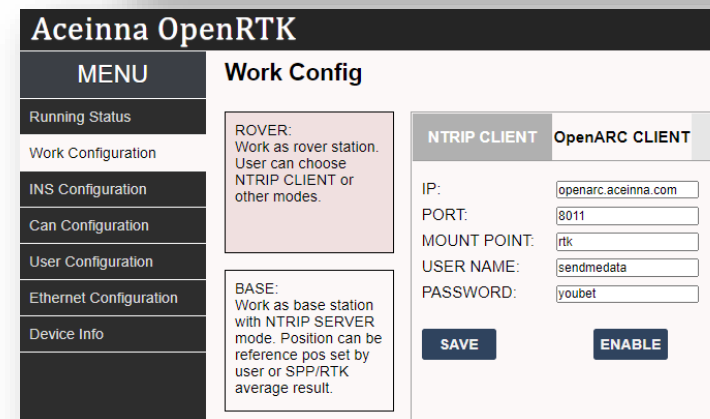 Aceinna OpenRTK
MENU
Running Status
Work Configuration
INS Configuration
Can Configuration
User Configuration
Ethernet Configuration
Device Info
Work Config
ROVER:
Work as rover station.
User can choose
NTRIP CLIENT or
other modes.
BASE:
Work as base station
with NTRIP SERVER
mode. Position can be
reference pos set by
user or SPP/RTK
average result.
NTRIP CLIENT OpenARC CLIENT
IP: openarc.aceinna.com
PORT: 8011
MOUNT POINT: rtk
USER NAME: sendmedata
PASSWORD: youbet
SAVE ENABLE